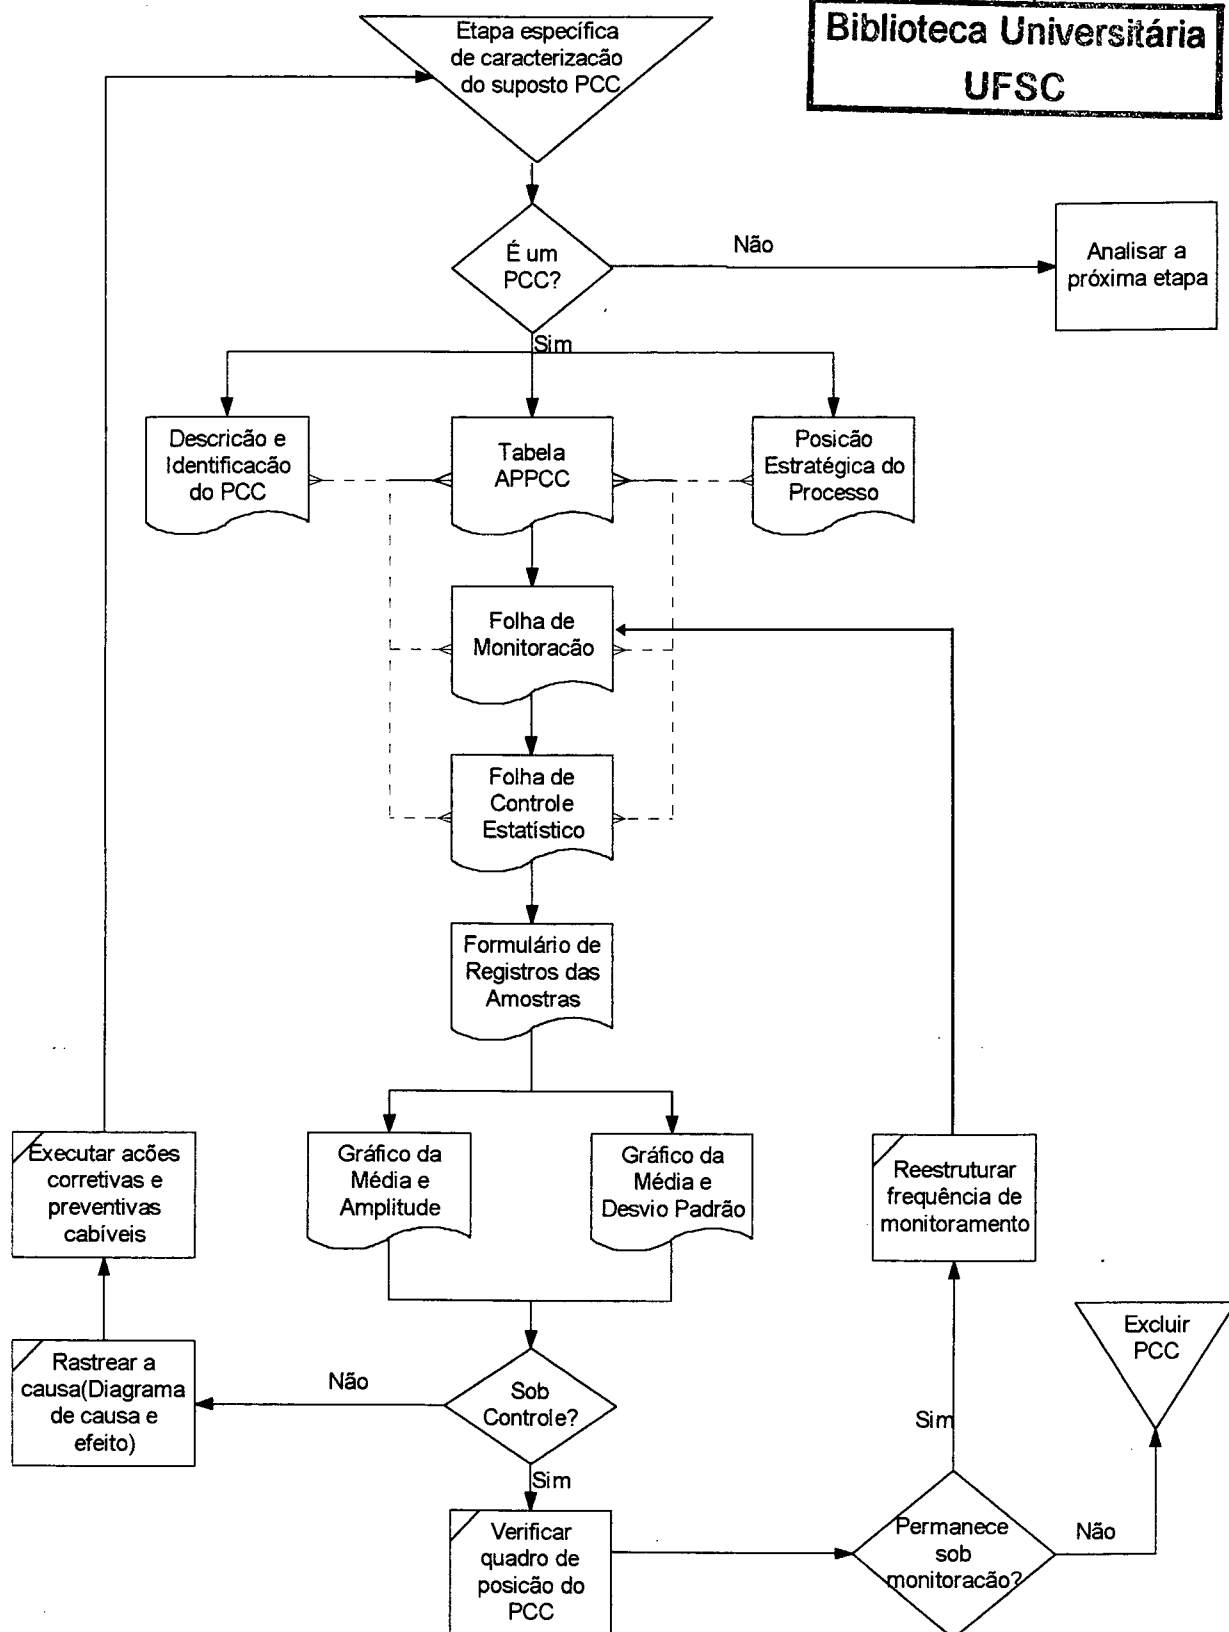 Biblioteca Universitária
UFSC
Etapa específica
de caracterizacão
do suposto PCC
É um
PCC?
Não
Analisar a
próxima etapa
Sim
Descricão e
Identificacão
do PCC
Tabela
APPCC
Posicão
Estratégica do
Processo
Folha de
Monitoracão
Folha de
Controle
Estatístico
Formulário de
Registros das
Amostras
Executar acões
corretivas e
preventivas
cabíveis
Gráfico da
Média e
Amplitude
Gráfico da
Média e
Desvio Padrão
Reestruturar
frequência de
monitoramento
Excluir
PCC
Rastrear a
causa(Diagrama
de causa e
efeito)
Não
Sob
Controle?
Sim
Sim
Verificar
quadro de
posicão do
PCC
Permanece
sob
monitoracão?
Não